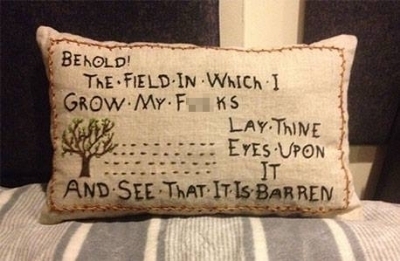 Behold!
The·Field·In·Which·I
Grow·My·F ks
Lay·Thine
Eyes·Upon
It
And·See·That·It·Is·Barren